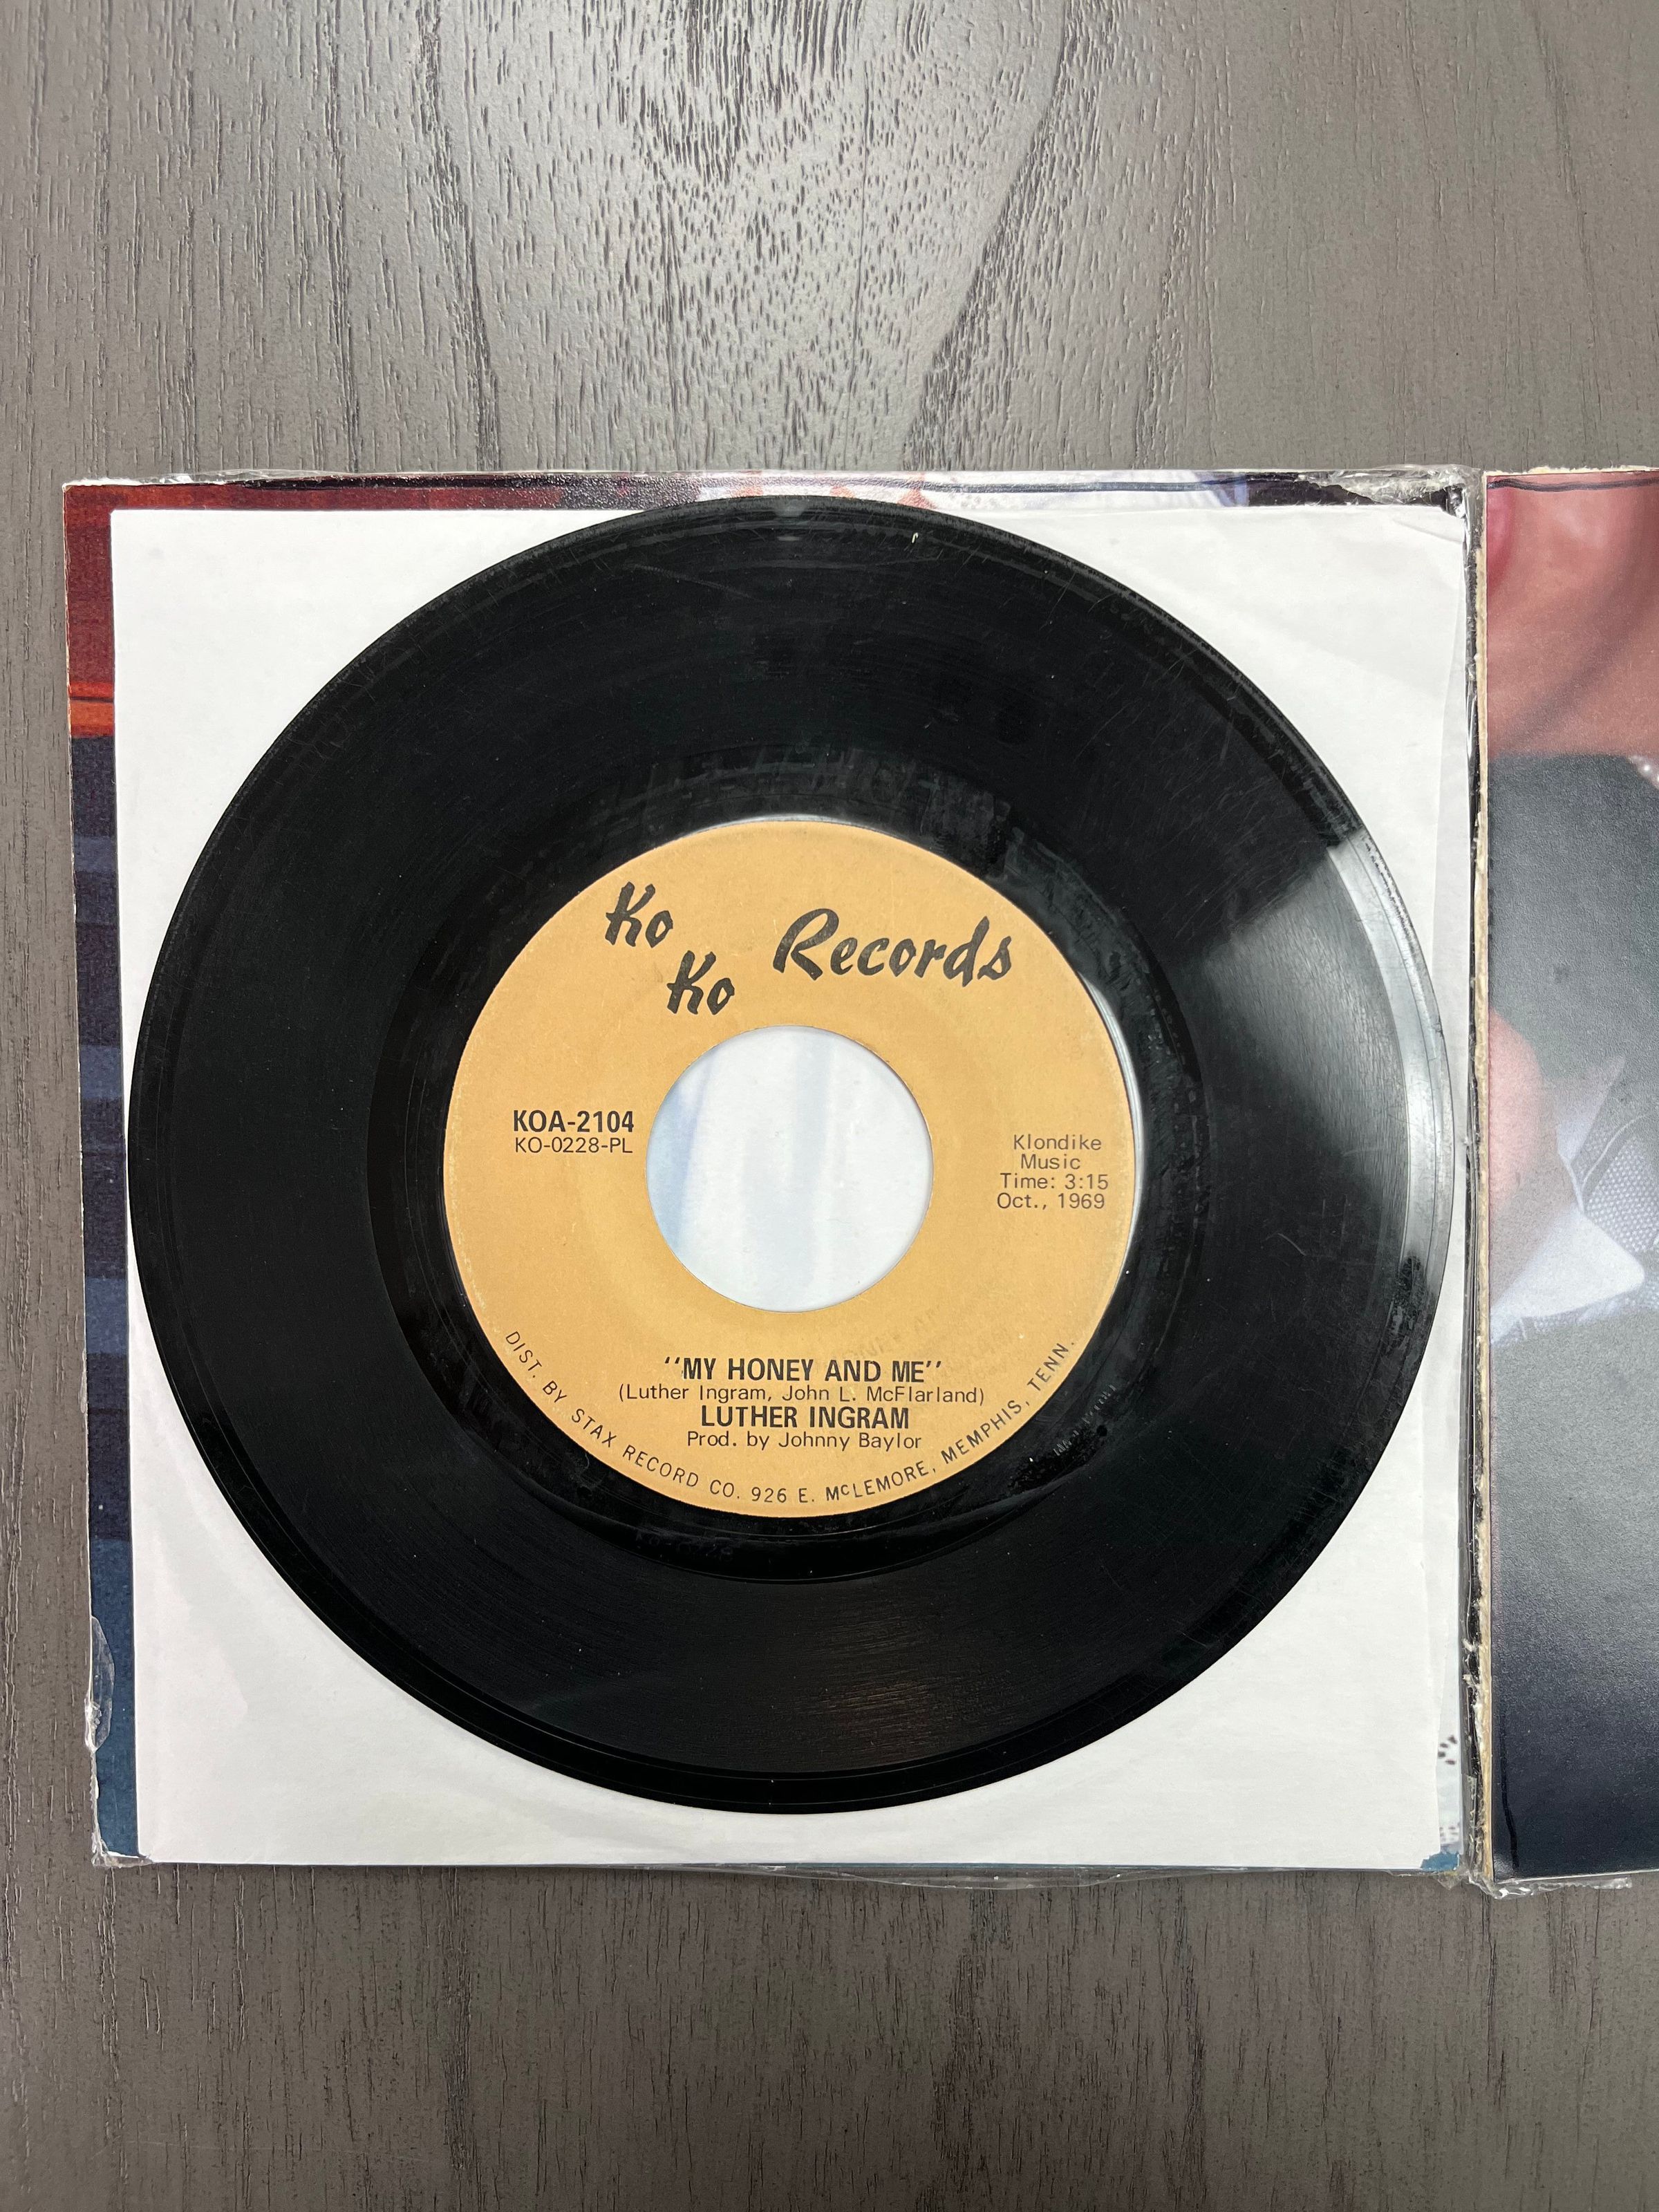 Ko
Ko Records
KOA-2104
KO-0228-PL
Klondike
Music
Time: 3:15
Oct., 1969
"MY HONEY AND ME"
(Luther Ingram, John L. McFlarland)
LUTHER INGRAM
Prod. by Johnny Baylor
DIST. BY STAX RECORD CO. 926 E. McLEMORE, MEMPHIS, TENN.